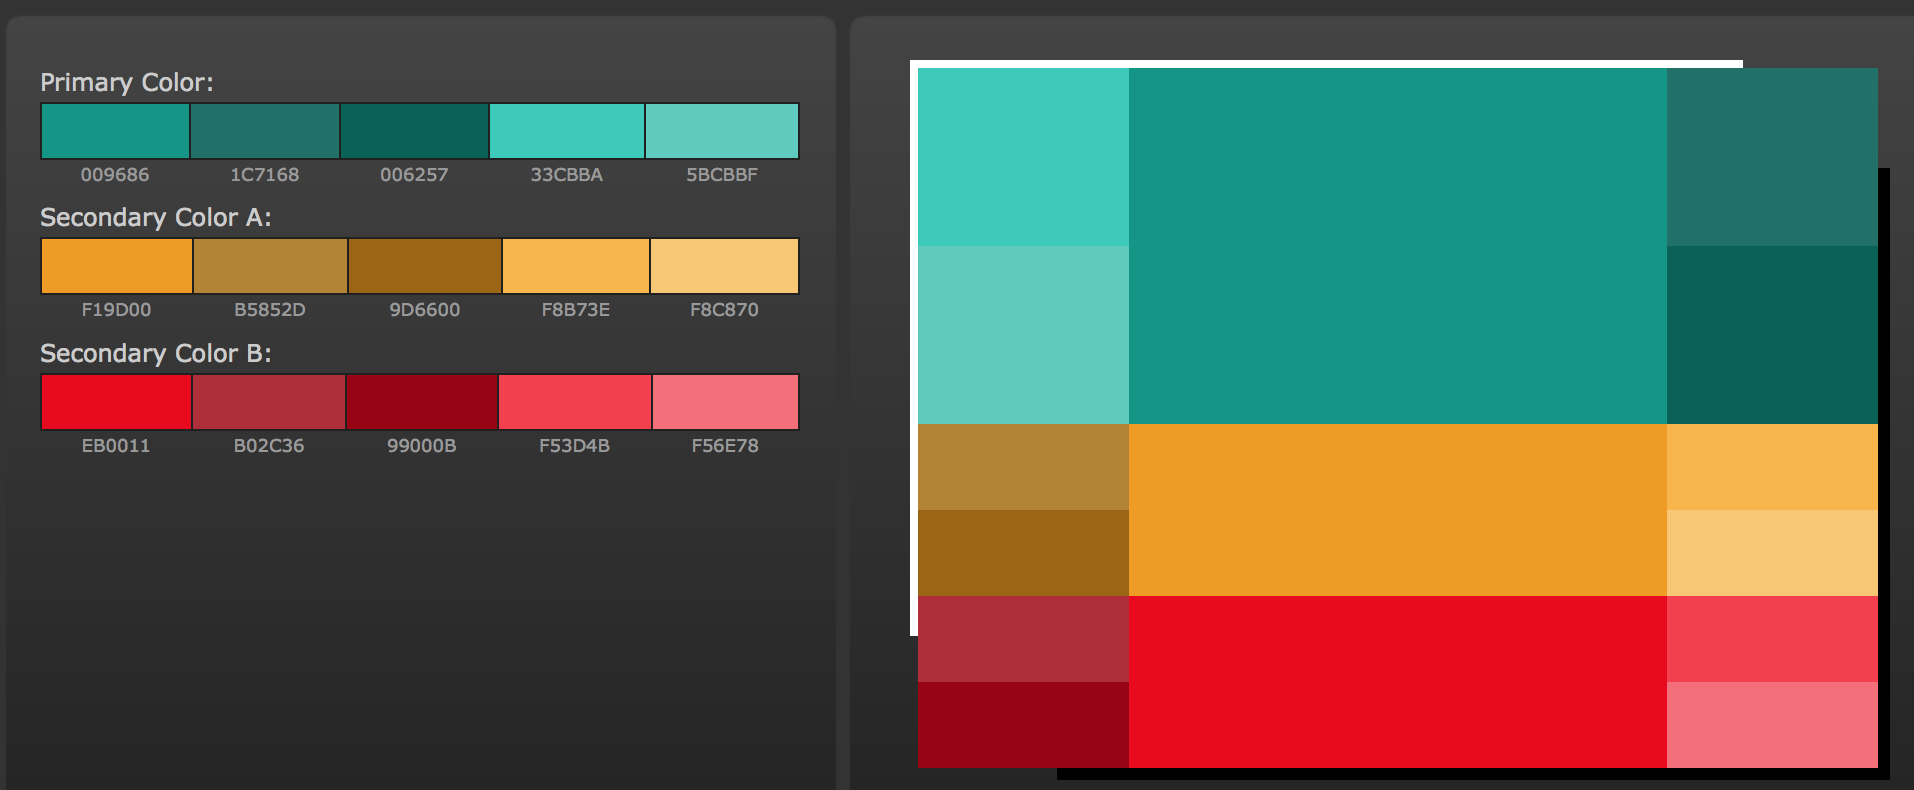 Primary Color:
009686 1C7168 006257 33CBBA 5BCBBF
Secondary Color A:
F19D00 B5852D 9D6600 F8B73E F8C870
Secondary Color B:
EB0011 B02C36 99000B F53D4B F56E78